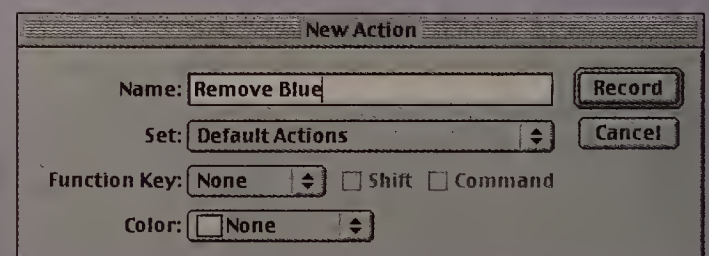 New Action
Name: Remove Blue Record
Set: Default Actions Cancel
Function Key: None Shift Command
Color: None